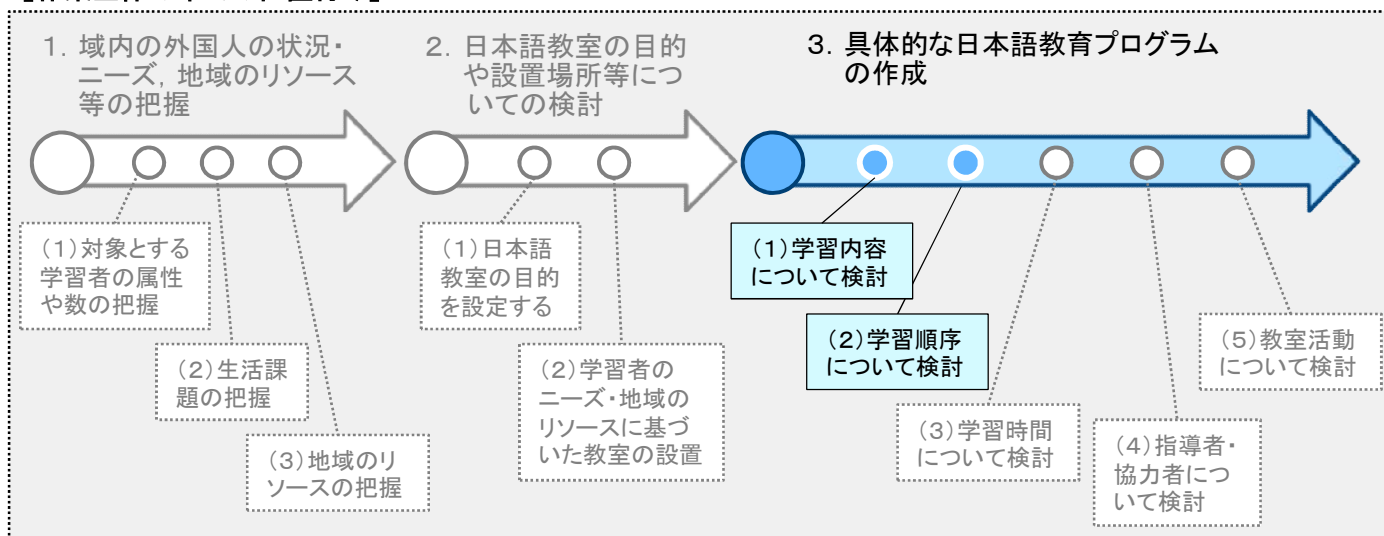 1．域内の外国人の状況・
ニーズ，地域のリソース
等の把握
2．日本語教室の目的
や設置場所等につ
いての検討
3．具体的な日本語教育プログラム
の作成
（1）対象とする
学習者の属性
や数の把握
（2）生活課
題の把握
（3）地域のリ
ソースの把握
（1）日本語
教室の目的
を設定する
（2）学習者の
ニーズ・地域の
リソースに基づ
いた教室の設置
（1）学習内容
について検討
（2）学習順序
について検討
（3）学習時間
について検討
（4）指導者・
協力者につ
いて検討
（5）教室活動
について検討